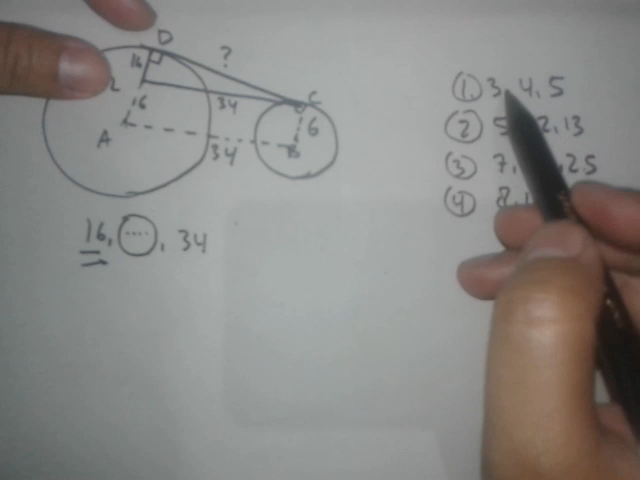 D
16
?
2
6
34
C
6
A
34
B
① 3, 4, 5
② 5, 2, 13
③ 7, 25
④ 8,
16, ...., 34